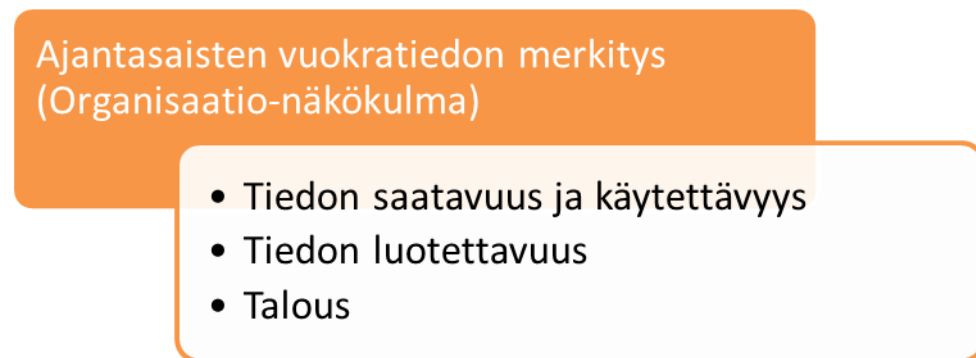 Ajantasaisten vuokratiedon merkitys
(Organisaatio-näkökulma)
• Tiedon saatavuus ja käytettävyys
• Tiedon luotettavuus
• Talous